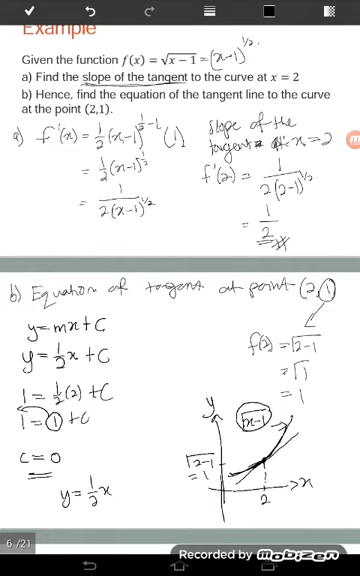 Example
Given the function f(x) = √x − 1 = (x-1)^1/2.
a) Find the slope of the tangent to the curve at x = 2
b) Hence, find the equation of the tangent line to the curve
at the point (2,1).
a) f'(x) = 1/2 (x-1)^1/2 -1 (1)
= 1/2 (x-1)^1/2
= 1 / 2(x-1)^1/2
slope of the
tangent at x=2
f'(2) = 1 / 2(2-1)^1/2
= 1/2
b) Equation of tangent at point (2,1)
y = mx + c
y = 1/2 x + c
1 = 1/2 (2) + c
1 = 1 + c
c = 0
y = 1/2 x
f(2) = √2-1
= √1
= 1
y
√x-1
√2-1
= 1
2
x
6 /21
Recorded by mobizen